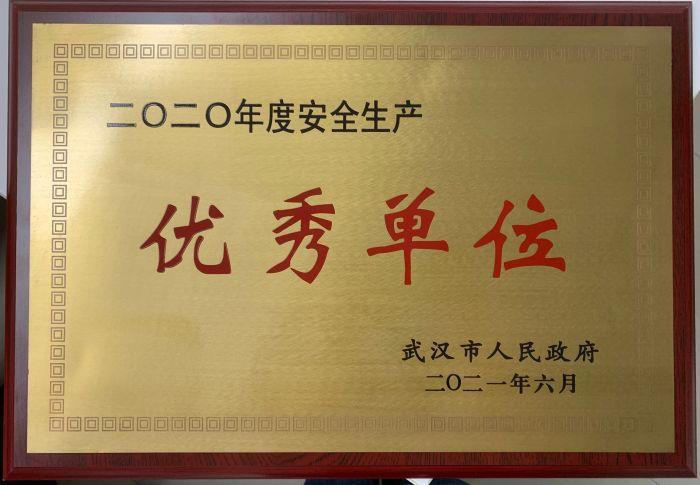 二〇二〇年度安全生产
优秀单位
武汉市人民政府
二〇二一年六月